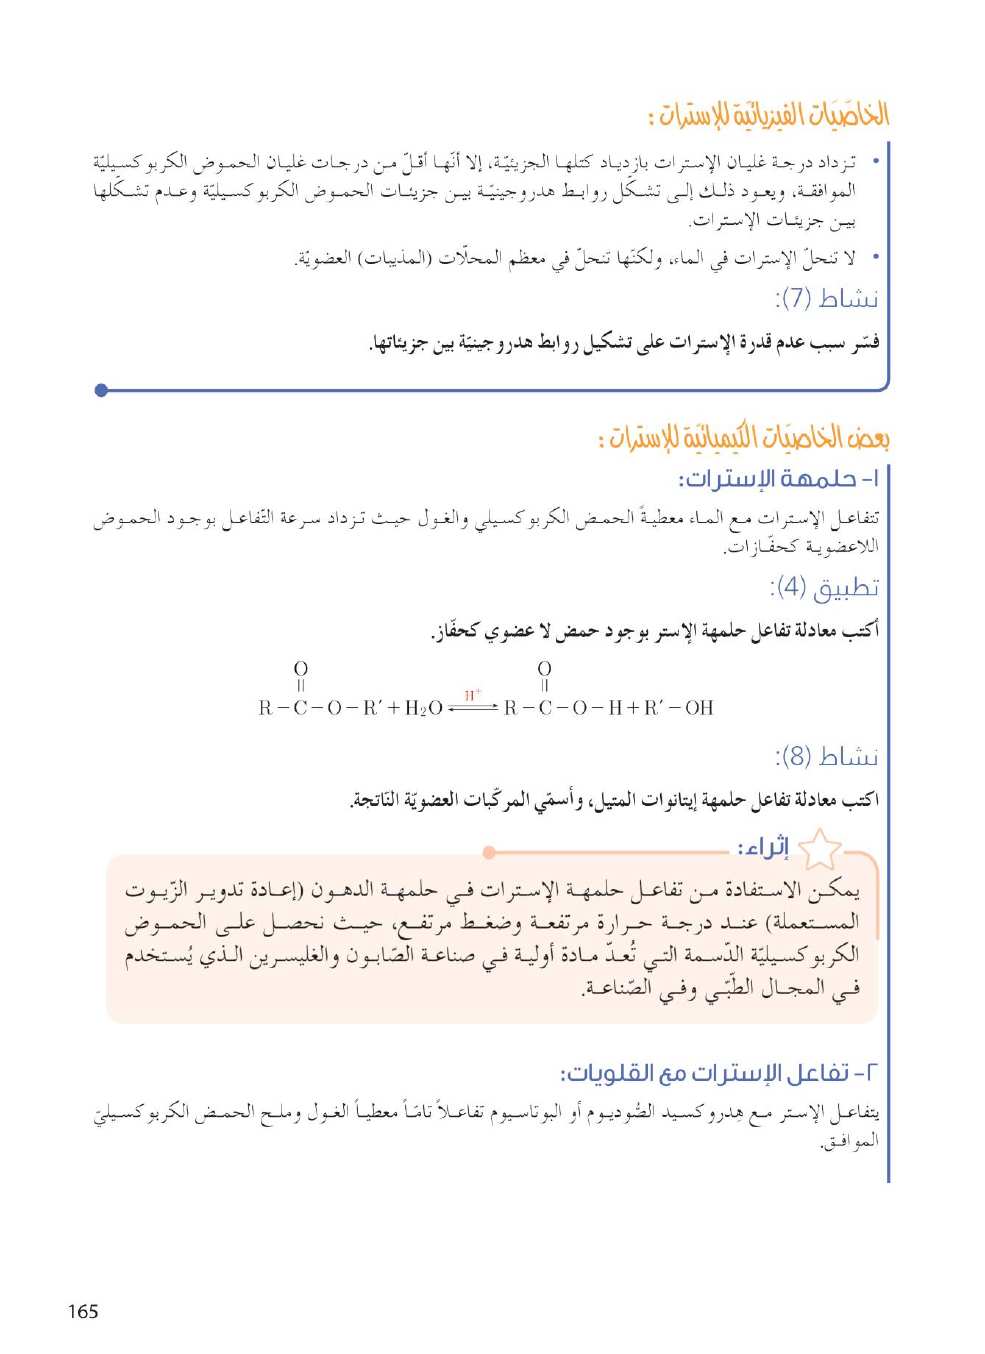 الخاصّيّات الفيزيائيّة للإسترات :
• تزداد درجة غليان الإسترات بازدياد كتلها الجزيئيّة، إلا أنّها أقلّ من درجات غليان الحموض الكربوكسيليّة
الموافقة، ويعود ذلك إلى تشكّل روابط هدروجينيّة بين جزيئات الحموض الكربوكسيليّة وعدم تشكّلها
بين جزيئات الإسترات.
• لا تنحلّ الإسترات في الماء، ولكنّها تنحلّ في معظم المحلّات (المذيبات) العضويّة.
نشاط (7):
فسّر سبب عدم قدرة الإسترات على تشكيل روابط هدروجينيّة بين جزيئاتها.
بعض الخاصيّات الكيميائيّة للإسترات :
١- حلمهة الإسترات:
تتفاعل الإسترات مع الماء معطيةً الحمض الكربوكسيلي والغول حيث تزداد سرعة التّفاعل بوجود الحموض
اللاعضوية كحفّازات.
تطبيق (4):
أكتب معادلة تفاعل حلمهة الإستر بوجود حمض لا عضوي كحفّاز.
O O
|| ||
R – C – O – R′ + H₂O ⇌ H⁺ R – C – O – H + R′ – OH
نشاط (8):
اكتب معادلة تفاعل حلمهة إيتانوات المتيل، وأسمّي المركّبات العضويّة النّاتجة.
إثراء:
يمكن الاستفادة من تفاعل حلمهة الإسترات في حلمهة الدهون (إعادة تدوير الزّيوت
المستعملة) عند درجة حرارة مرتفعة وضغط مرتفع، حيث نحصل على الحموض
الكربوكسيليّة الدّسمة التي تُعدّ مادة أولية في صناعة الصّابون والغليسرين الذي يُستخدم
في المجال الطّبّي وفي الصّناعة.
٢- تفاعل الإسترات مع القلويات:
يتفاعل الإستر مع هِدروكسيد الصُّوديوم أو البوتاسيوم تفاعلاً تامّاً معطياً الغول وملح الحمض الكربوكسيليّ
الموافق.
165